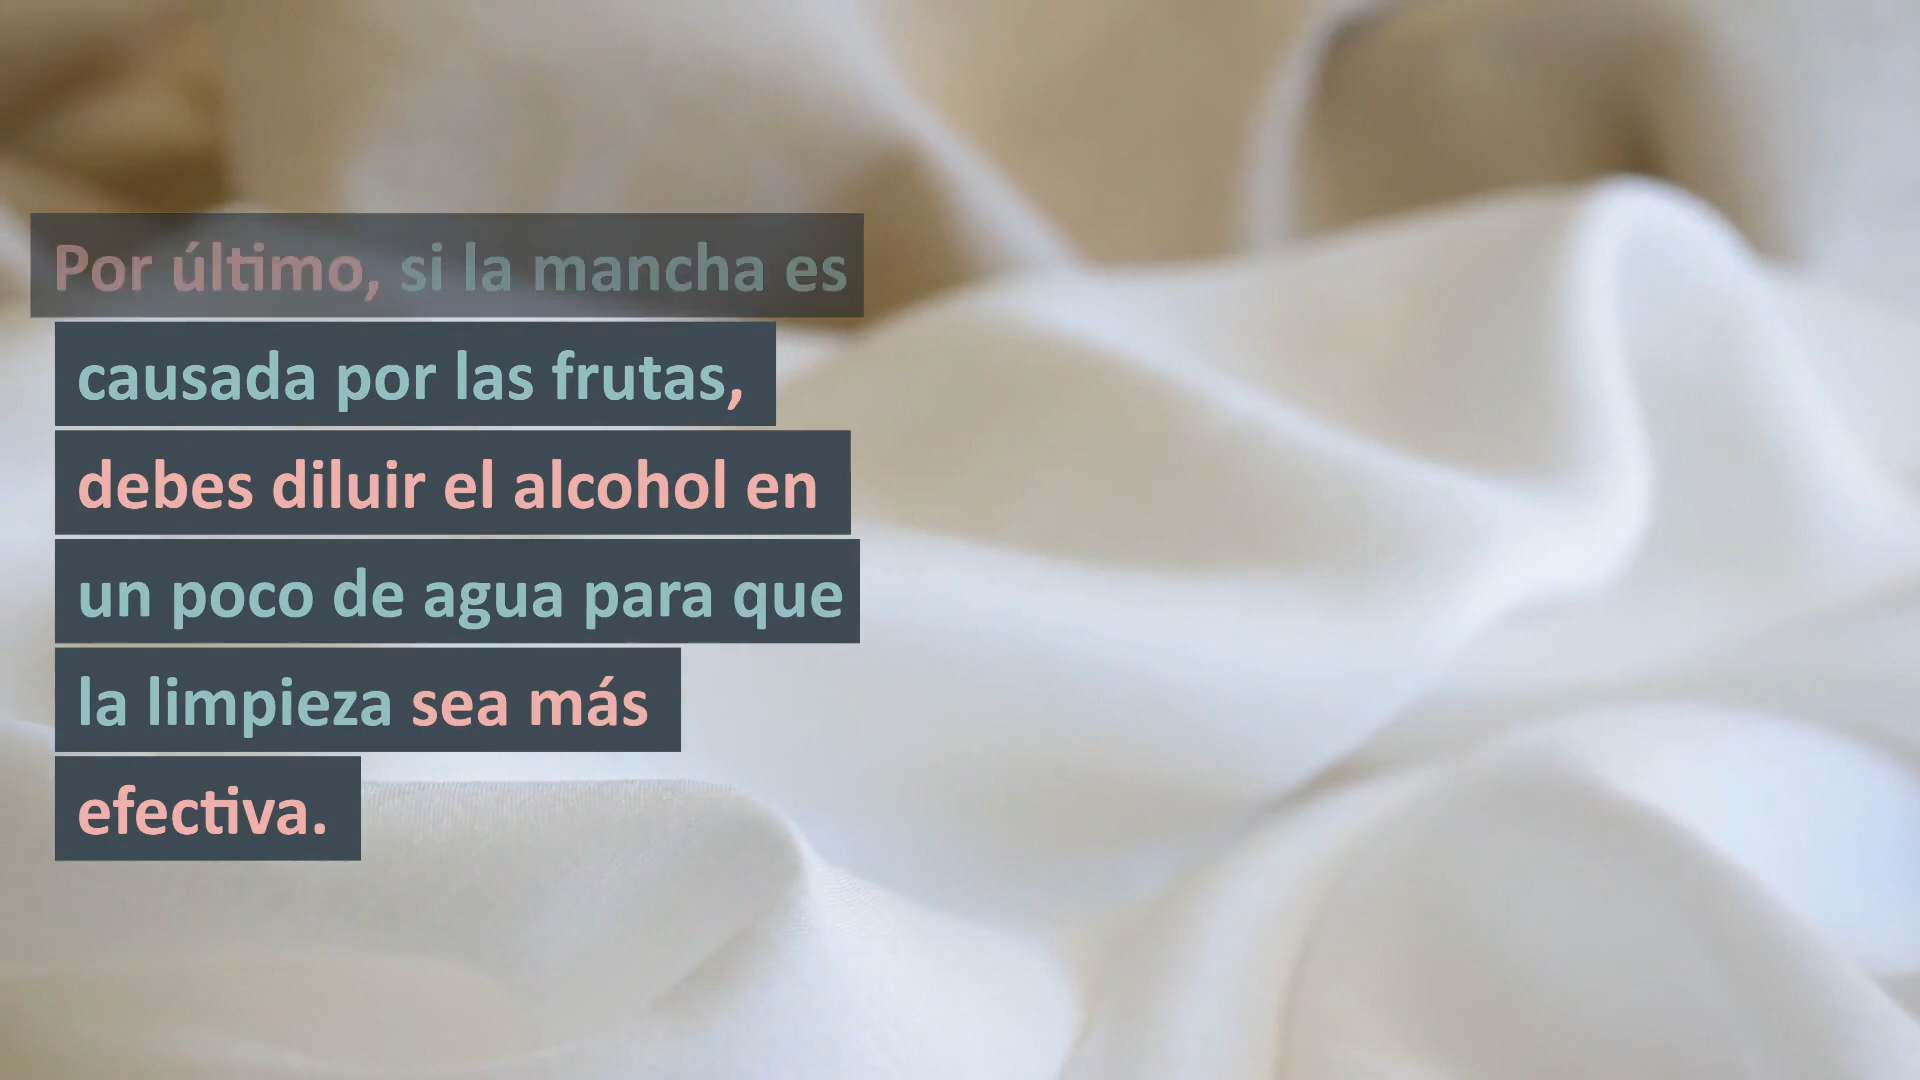 Por último, si la mancha es
causada por las frutas,
debes diluir el alcohol en
un poco de agua para que
la limpieza sea más
efectiva.